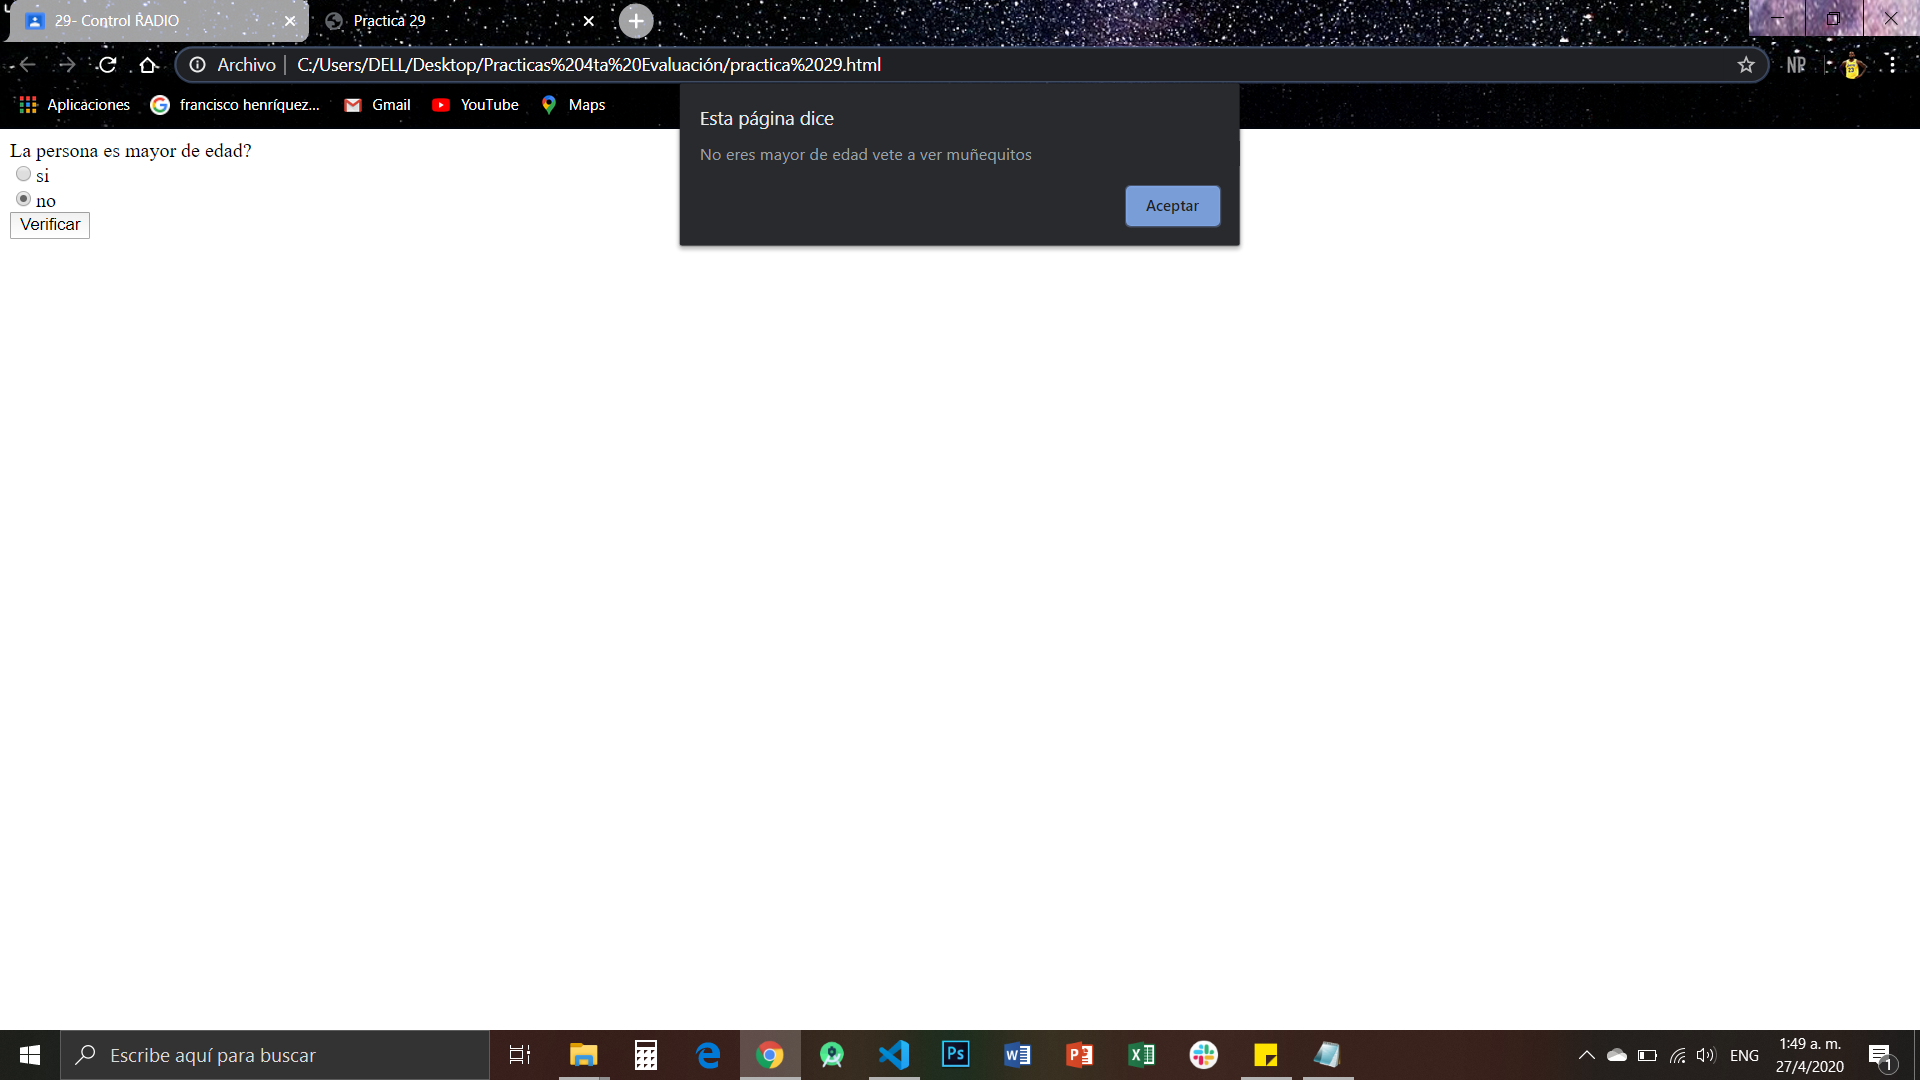 29- Control RADIO
Practica 29
Archivo | C:/Users/DELL/Desktop/Practicas%204ta%20Evaluación/practica%2029.html
NP
Aplicaciones
francisco henríquez...
Gmail
YouTube
Maps
Esta página dice
No eres mayor de edad vete a ver muñequitos
Aceptar
La persona es mayor de edad?
si
no
Verificar
Escribe aquí para buscar
Ps
ENG
1:49 a. m.
27/4/2020
1